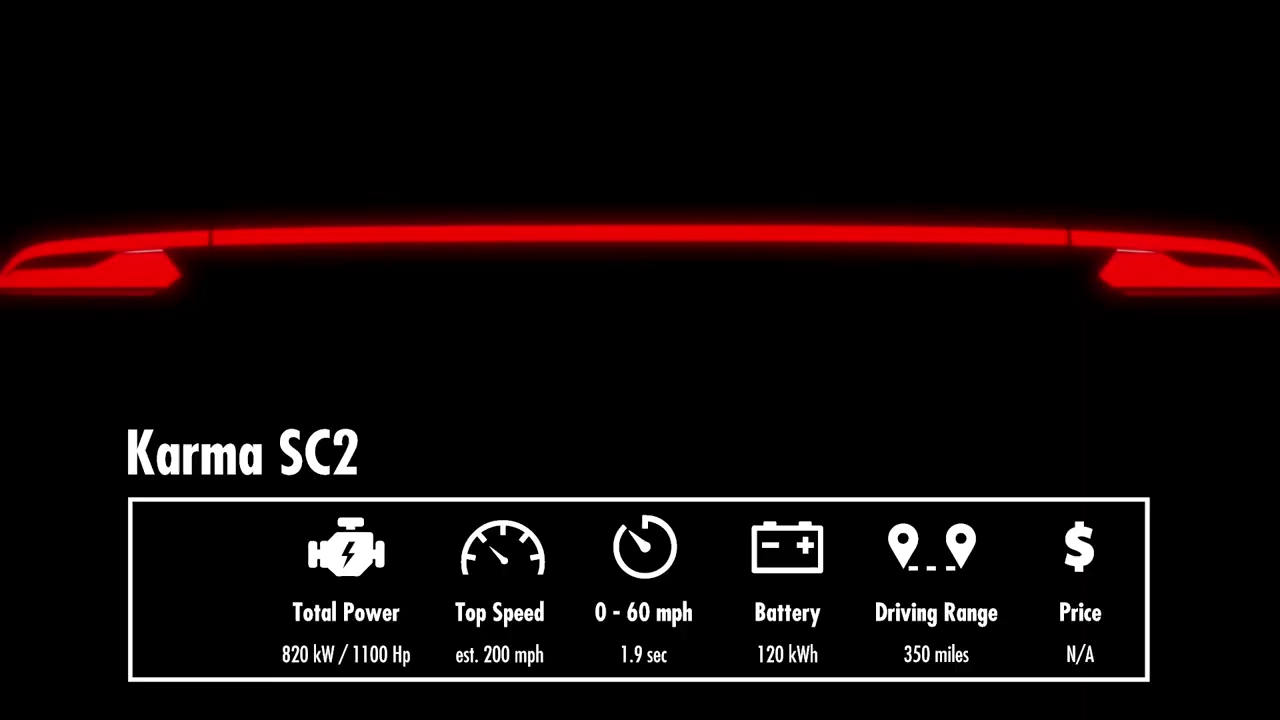 Karma SC2
Total Power Top Speed 0 - 60 mph Battery Driving Range Price
820 kW / 1100 Hp est. 200 mph 1.9 sec 120 kWh 350 miles N/A